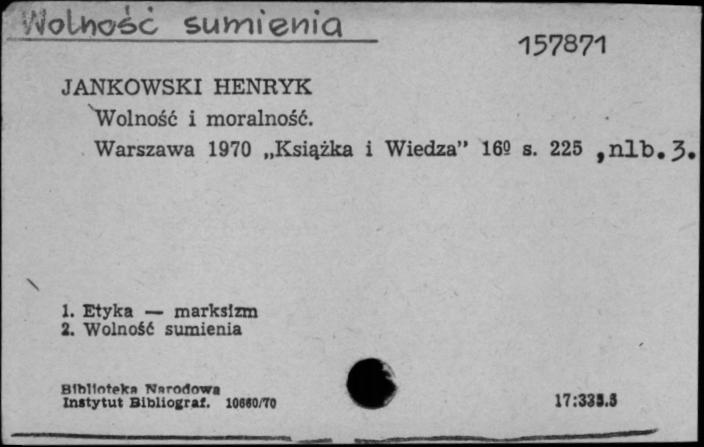 Wolność sumienia
157871
JANKOWSKI HENRYK
Wolność i moralność.
Warszawa 1970 „Książka i Wiedza” 16º s. 225 , nlb. 3.
1. Etyka — marksizm
2. Wolność sumienia
Biblioteka Narodowa
Instytut Bibliograf. 10660/70
17:335.5